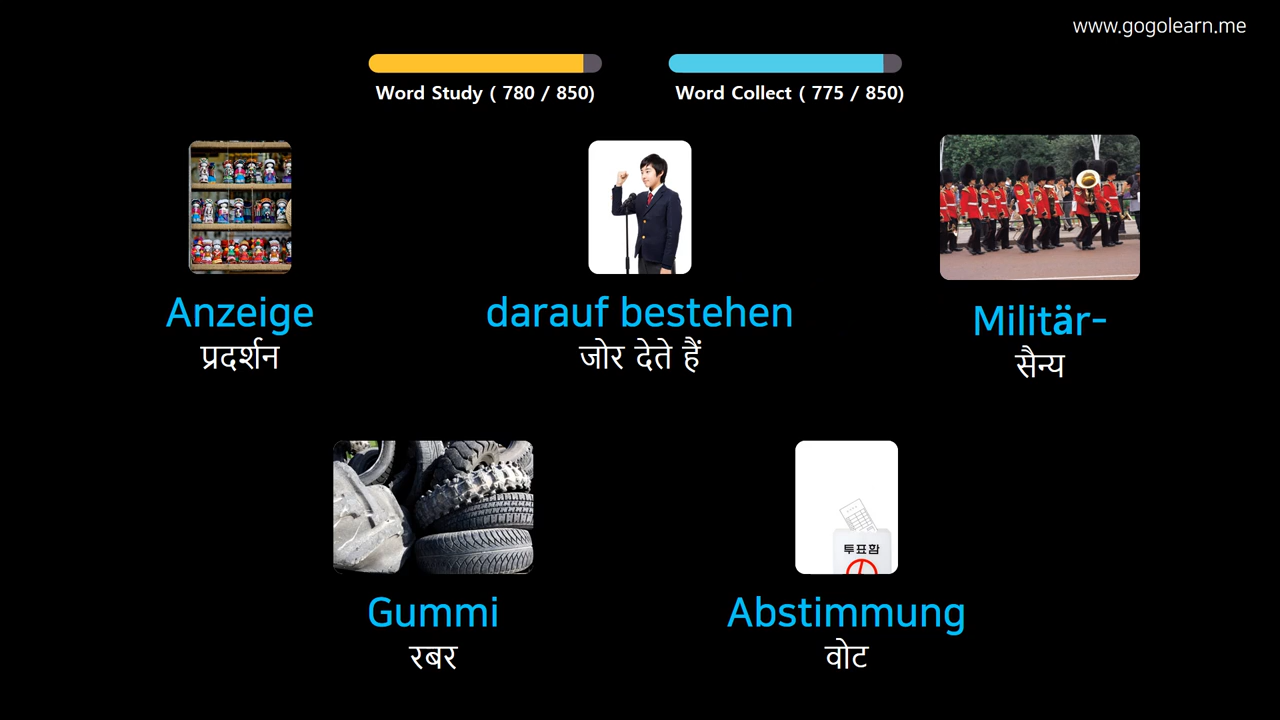 www.gogolearn.me
Word Study ( 780 / 850)
Word Collect ( 775 / 850)
Anzeige
प्रदर्शन
darauf bestehen
जोर देते हैं
Militär-
सैन्य
투표함
Gummi
रबर
Abstimmung
वोट